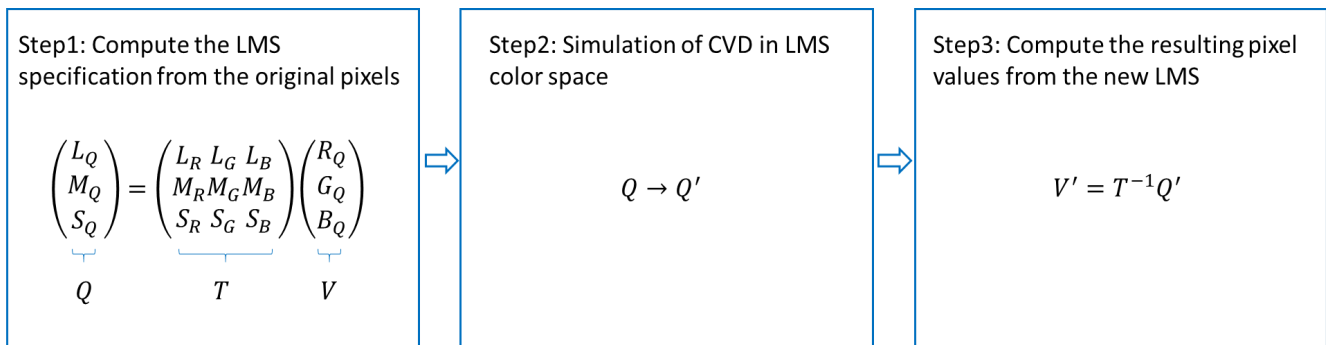 Step1: Compute the LMS
specification from the original pixels
(L_Q M_Q S_Q) = (L_R L_G L_B M_R M_G M_B S_R S_G S_B) (R_Q G_Q B_Q)
Q T V
Step2: Simulation of CVD in LMS
color space
Q → Q′
Step3: Compute the resulting pixel
values from the new LMS
V′ = T⁻¹Q′